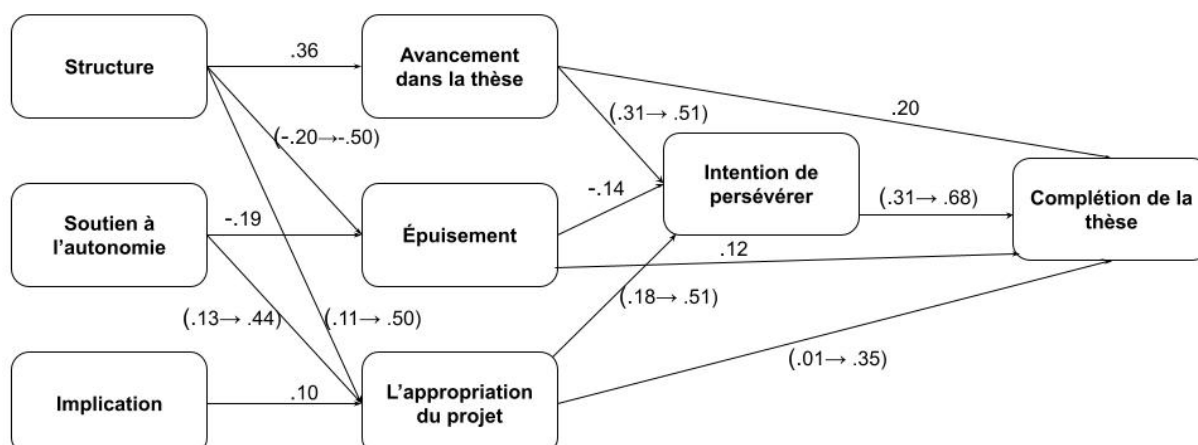 Structure
.36
Avancement
dans la thèse
(-.20→-.50)
(.31→ .51)
.20
Intention de
persévérer
(.31→ .68)
Complétion de la
thèse
Soutien à
l’autonomie
-.19
Épuisement
-.14
.12
(.13→ .44)
(.11→ .50)
(.18→ .51)
(.01→ .35)
Implication
.10
L’appropriation
du projet